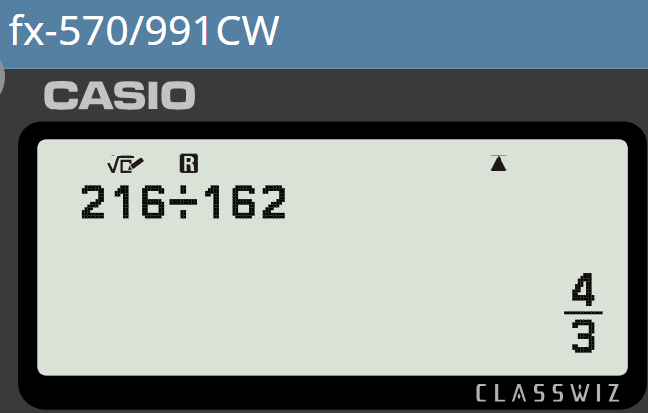 fx-570/991CW
CASIO
√ R
216÷162
4
3
CLASSWIZ